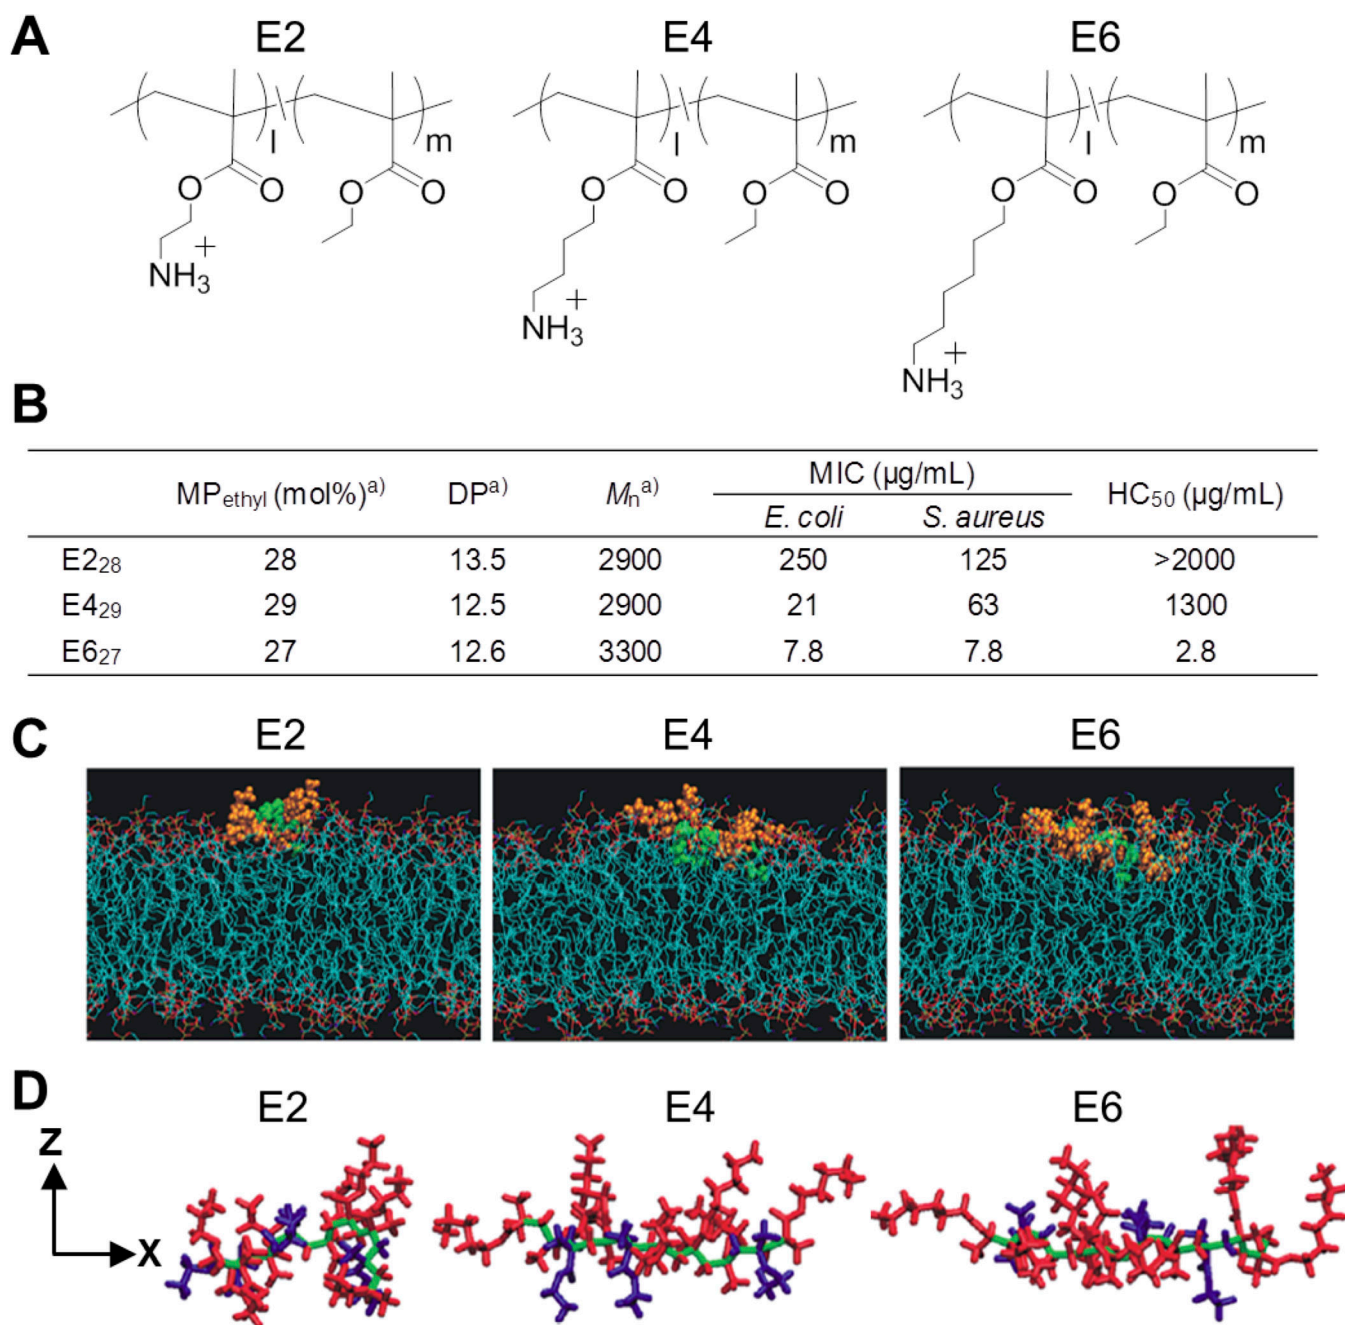 A
E2 E4 E6
l m l m l m
O O O O O O O O O O O O
NH3 + NH3 + NH3 +
B
MPethyl (mol%)a) DPa) Mna) MIC (µg/mL) HC50 (µg/mL)
E. coli S. aureus
E228 28 13.5 2900 250 125 >2000
E429 29 12.5 2900 21 63 1300
E627 27 12.6 3300 7.8 7.8 2.8
C
E2 E4 E6
D
E2 E4 E6
Z
X